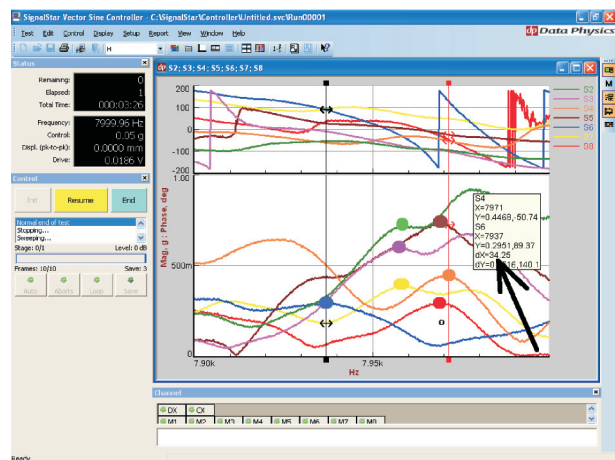 SignalStar Vector Sine Controller - C:\SignalStar\Controller\Untitled.svc\Run00001
Test Edit Control Display Setup Report View Window Help
dp Data Physics
H
Status
Remaining: 0
Elapsed: 1
Total Time: 000:03:26
Frequency: 7999.96 Hz
Control: 0.05 g
Displ. (pk-to-pk): 0.0000 mm
Drive: 0.0186 V
Control
Init Resume End
Normal end of test
Stopping...
Sweeping...
Stage: 0/1 Level: 0 dB
Frames: 10/10 Save: 3
Auto Aborts Loop Save
S2; S3; S4; S5; S6; S7; S8
200
100
0
-100
-200
1.00
500m
0
Mag, g : Phase, deg
7.90k 7.95k
Hz
S2
S3
S5
S6
S8
S4
X=7971
Y=0.4468,-50.74
S6
X=7937
Y=0.2951,89.37
dX=34.25
M
Channel
DX CX
M1 M2 M3 M4 M5 M6 M7 M8
Ready